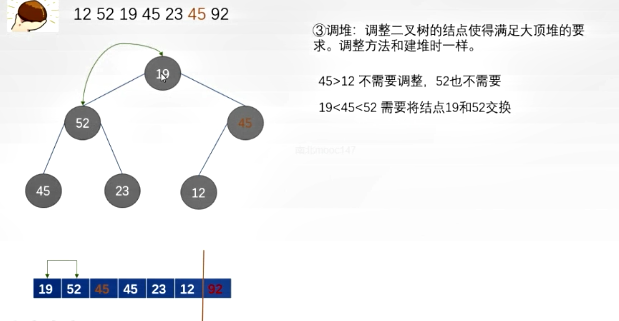 12 52 19 45 23 45 92
③调堆：调整二叉树的结点使得满足大顶堆的要
求。调整方法和建堆时一样。
45>12 不需要调整，52也不需要
19<45<52 需要将结点19和52交换
19
52
45
45
23
12
19 52 45 45 23 12 92